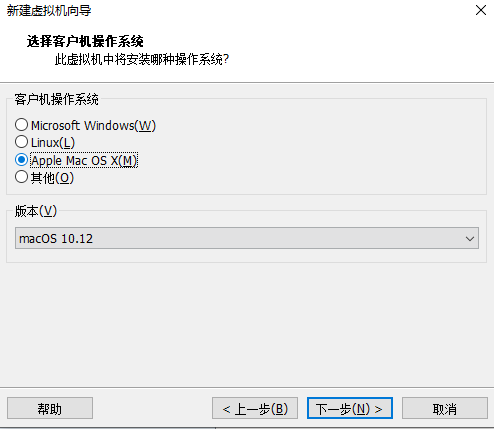 新建虚拟机向导
选择客户机操作系统
此虚拟机中将安装哪种操作系统?
客户机操作系统
Microsoft Windows(W)
Linux(L)
Apple Mac OS X(M)
其他(O)
版本(V)
macOS 10.12
帮助
< 上一步(B)
下一步(N) >
取消